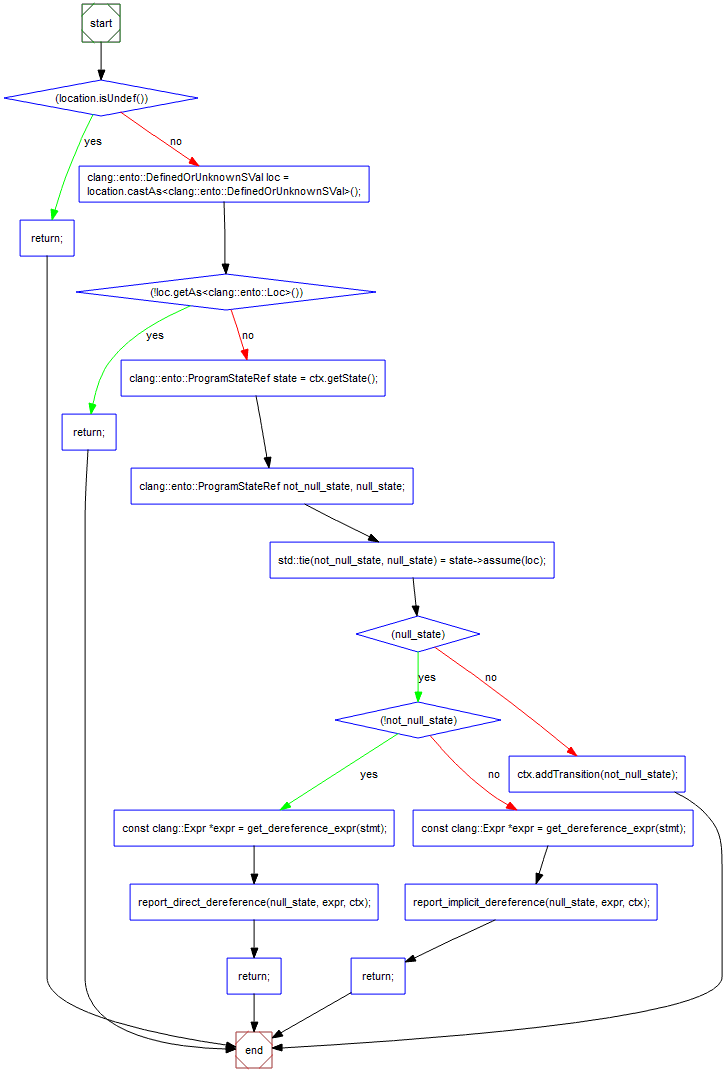 start
(location.isUndef())
yes
no
clang::ento::DefinedOrUnknownSVal loc =
location.castAs<clang::ento::DefinedOrUnknownSVal>();
return;
(!loc.getAs<clang::ento::Loc>())
yes
no
clang::ento::ProgramStateRef state = ctx.getState();
return;
clang::ento::ProgramStateRef not_null_state, null_state;
std::tie(not_null_state, null_state) = state->assume(loc);
(null_state)
yes
no
(!not_null_state)
yes
no
ctx.addTransition(not_null_state);
const clang::Expr *expr = get_dereference_expr(stmt);
const clang::Expr *expr = get_dereference_expr(stmt);
report_direct_dereference(null_state, expr, ctx);
report_implicit_dereference(null_state, expr, ctx);
return;
return;
end